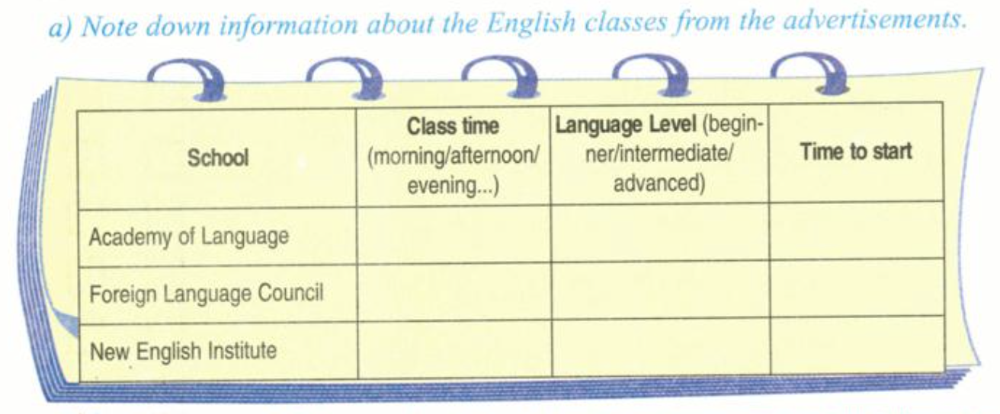 a) Note down information about the English classes from the advertisements.
School
Class time
(morning/afternoon/
evening...)
Language Level (begin-
ner/intermediate/
advanced)
Time to start
Academy of Language
Foreign Language Council
New English Institute